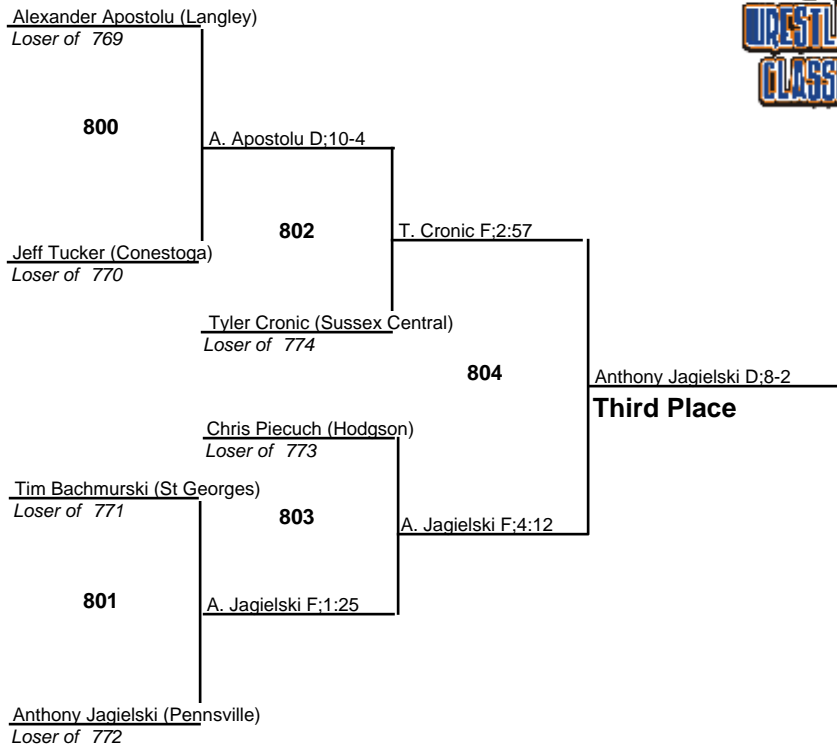 Alexander Apostolu (Langley)
Loser of 769
800
A. Apostolu D;10-4
Jeff Tucker (Conestoga)
Loser of 770
802
T. Cronic F;2:57
Tyler Cronic (Sussex Central)
Loser of 774
804
Anthony Jagielski D;8-2
Third Place
Chris Piecuch (Hodgson)
Loser of 773
Tim Bachmurski (St Georges)
Loser of 771
803
A. Jagielski F;4:12
801
A. Jagielski F;1:25
Anthony Jagielski (Pennsville)
Loser of 772